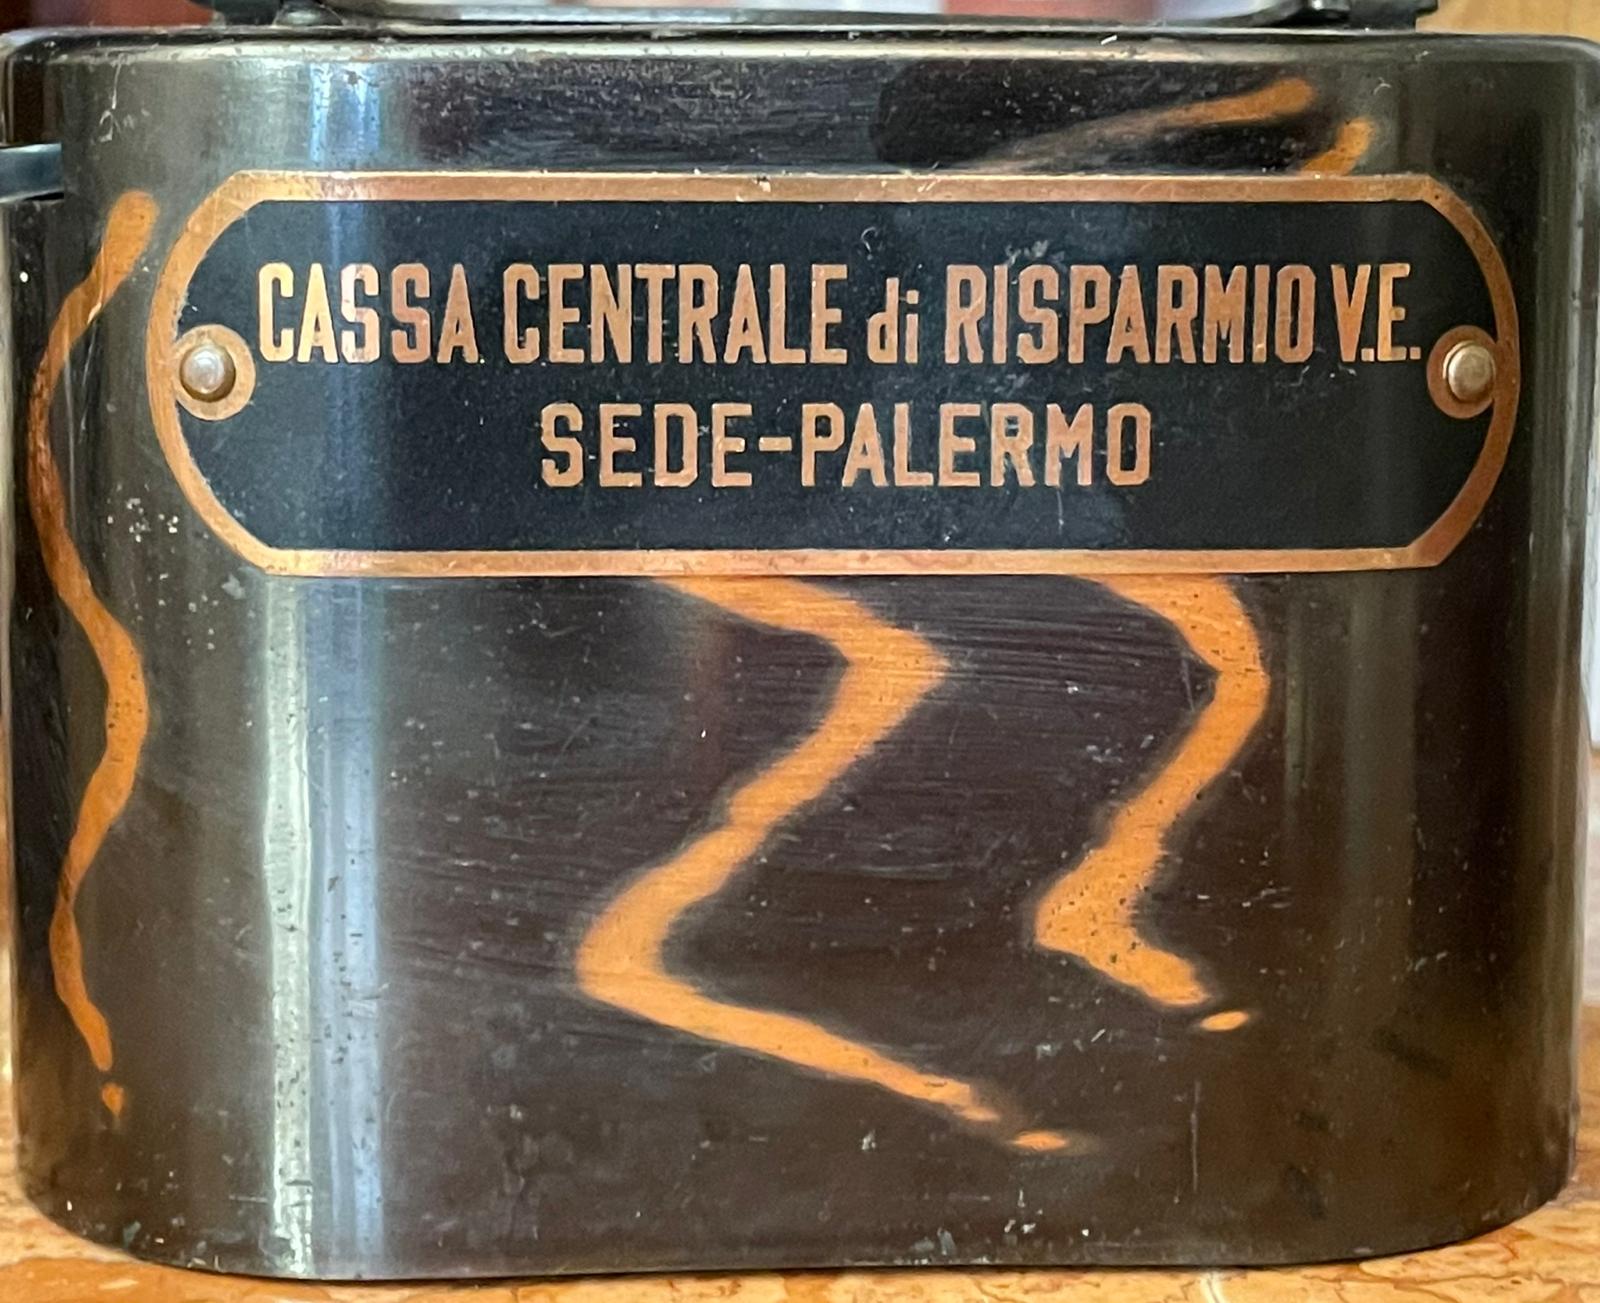 CASSA CENTRALE di RISPARMIO V.E.
SEDE-PALERMO